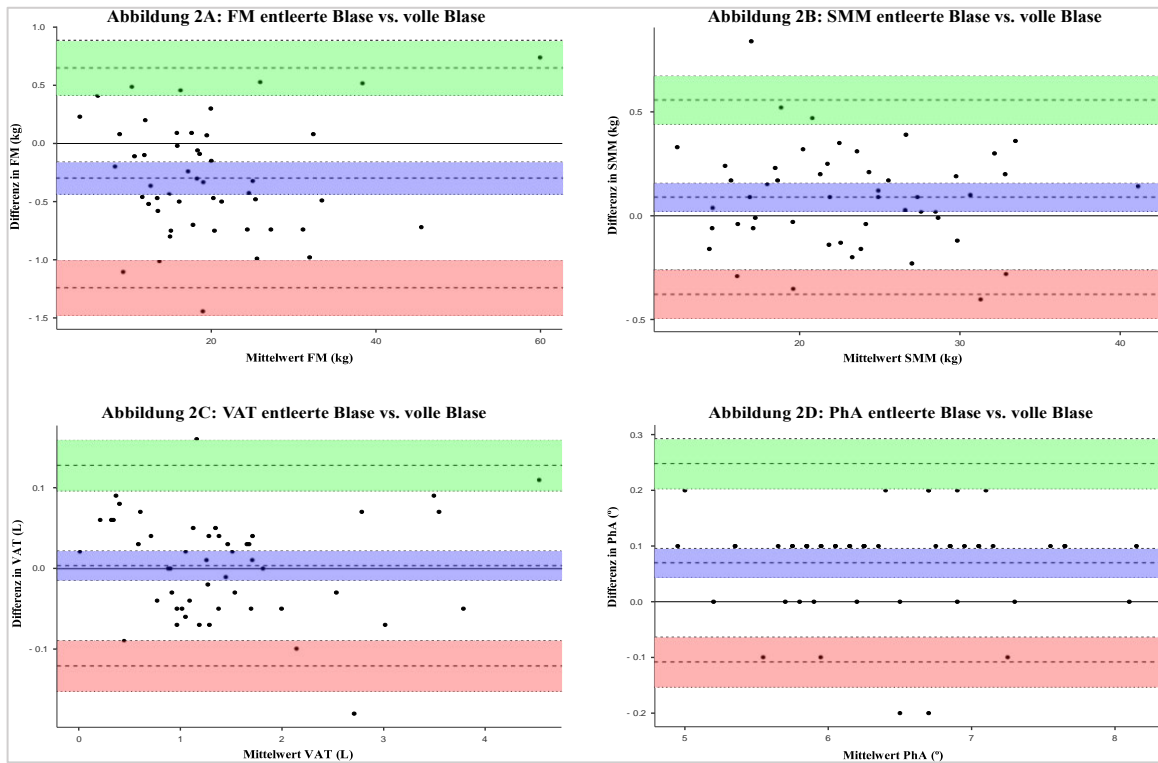 Abbildung 2A: FM entleerte Blase vs. volle Blase
1.0
0.5
0.0
- 0.5
- 1.0
- 1.5
Differenz in FM (kg)
20
40
60
Mittelwert FM (kg)
Abbildung 2B: SMM entleerte Blase vs. volle Blase
0.5
0.0
- 0.5
Differenz in SMM (kg)
20
30
40
Mittelwert SMM (kg)
Abbildung 2C: VAT entleerte Blase vs. volle Blase
0.1
0.0
- 0.1
Differenz in VAT (L)
0
1
2
3
4
Mittelwert VAT (L)
Abbildung 2D: PhA entleerte Blase vs. volle Blase
0.3
0.2
0.1
0.0
- 0.1
- 0.2
Differenz in PhA (°)
5
6
7
8
Mittelwert PhA (°)